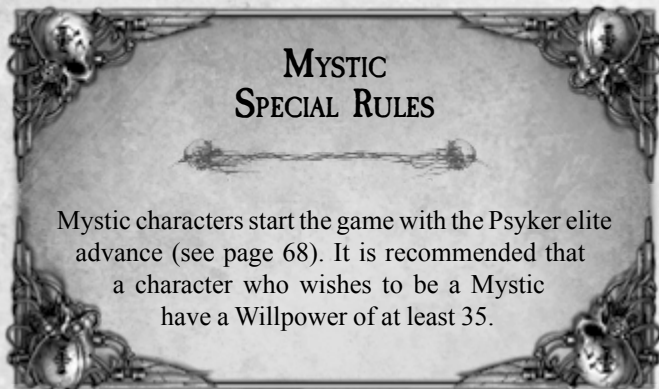 Mystic
Special Rules
Mystic characters start the game with the Psyker elite
advance (see page 68). It is recommended that
a character who wishes to be a Mystic
have a Willpower of at least 35.